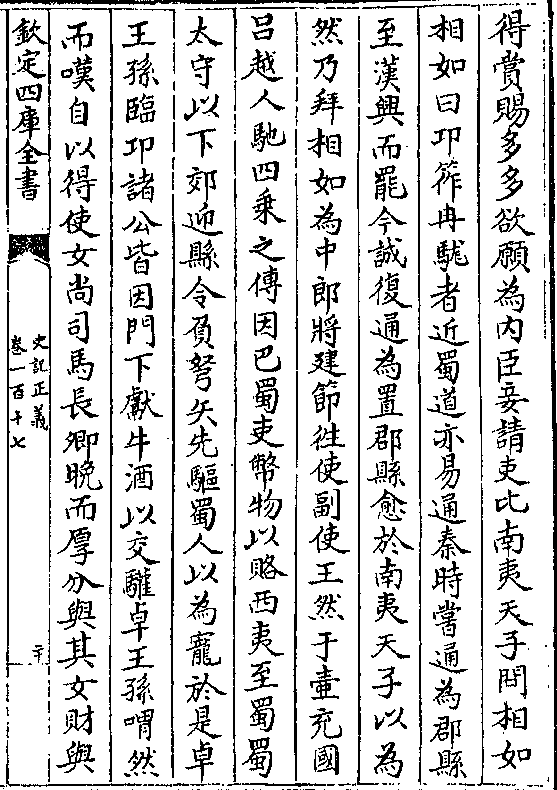 得賞賜多多欲願為内臣妾請吏比南夷天子問相如
相如曰卭筰冉駹者近蜀道亦易通秦時嘗通為郡縣
至漢興而罷今誠復通為置郡縣愈於南夷天子以為
然乃拜相如為中郎將建節徃使副使王然于壷充國
吕越人馳四乗之傳因巴蜀吏幣物以賂西夷至蜀蜀
太守以下郊迎縣令負弩矢先驅蜀人以為寵於是卓
王孫臨卭諸公皆因門下獻牛酒以交驩卓王孫喟然
而嘆自以得使女尚司馬長卿晚而厚分與其女財與
欽定四庫全書
史記正義
卷一百十七
二十